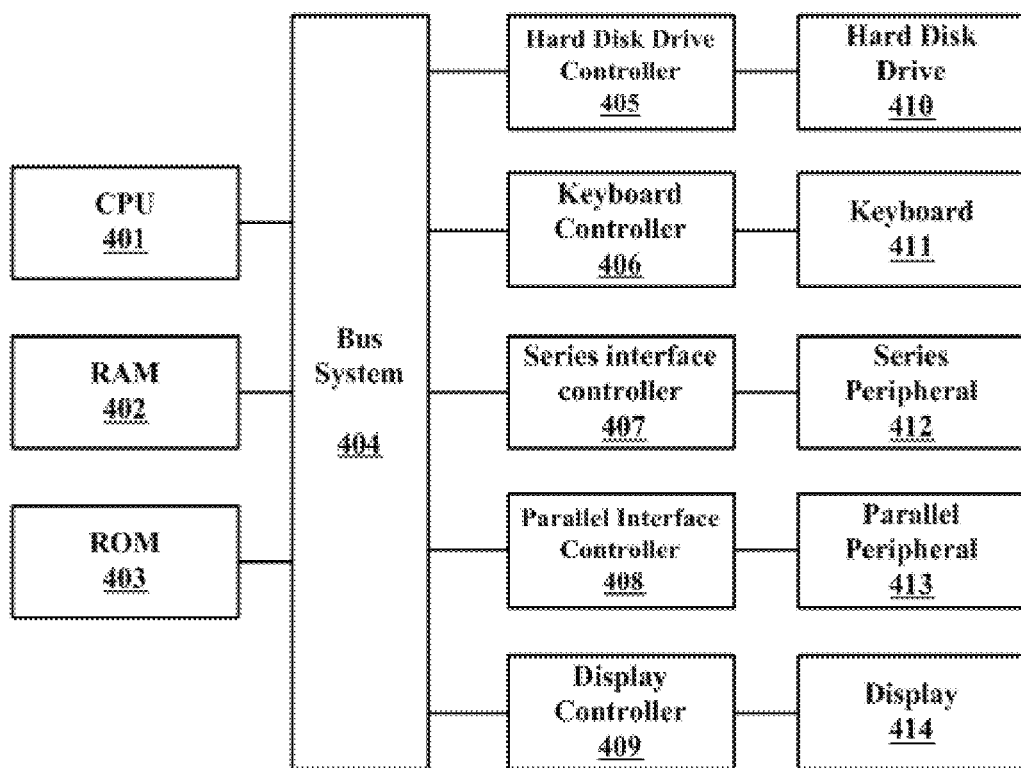 CPU
401
RAM
402
ROM
403
Bus
System
404
Hard Disk Drive
Controller
405
Hard Disk
Drive
410
Keyboard
Controller
406
Keyboard
411
Series interface
controller
407
Series
Peripheral
412
Parallel Interface
Controller
408
Parallel
Peripheral
413
Display
Controller
409
Display
414